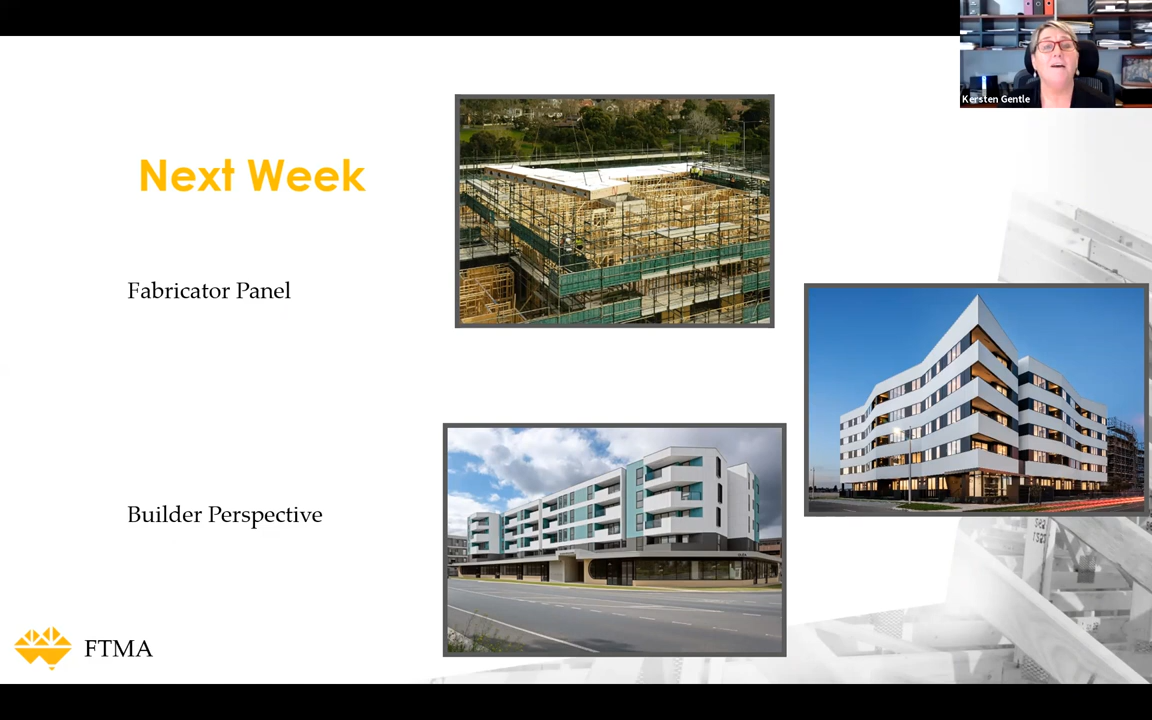 Kersten Gentle
Next Week
Fabricator Panel
Builder Perspective
FTMA